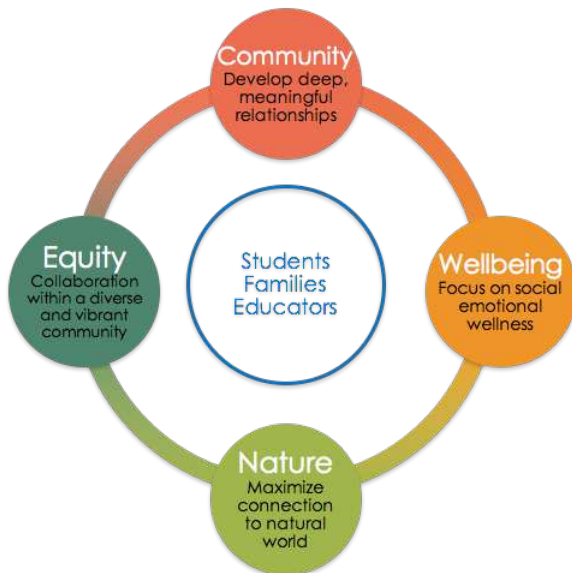 Community
Develop deep,
meaningful
relationships
Equity
Collaboration
within a diverse
and vibrant
community
Students
Families
Educators
Wellbeing
Focus on social
emotional
wellness
Nature
Maximize
connection
to natural
world